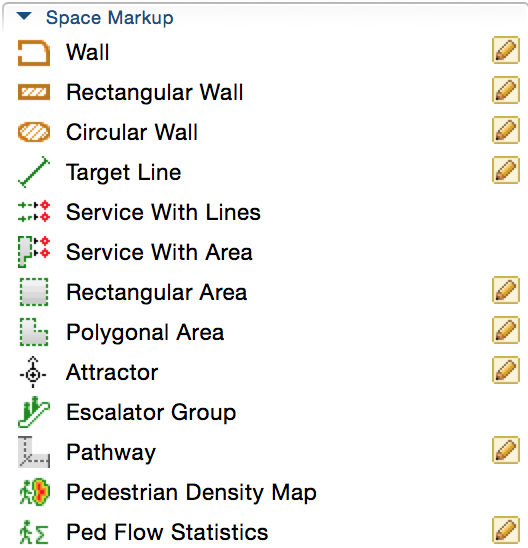 Space Markup
Wall
Rectangular Wall
Circular Wall
Target Line
Service With Lines
Service With Area
Rectangular Area
Polygonal Area
Attractor
Escalator Group
Pathway
Pedestrian Density Map
Ped Flow Statistics